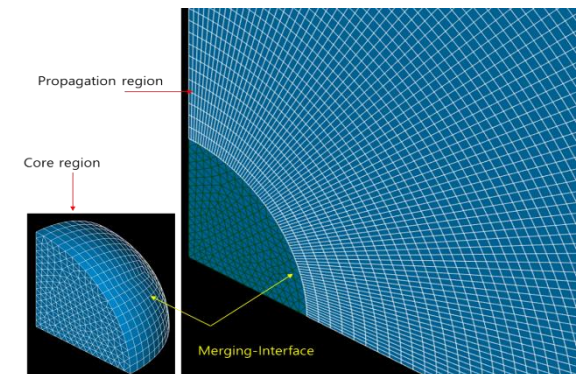 Propagation region
Core region
Merging-Interface